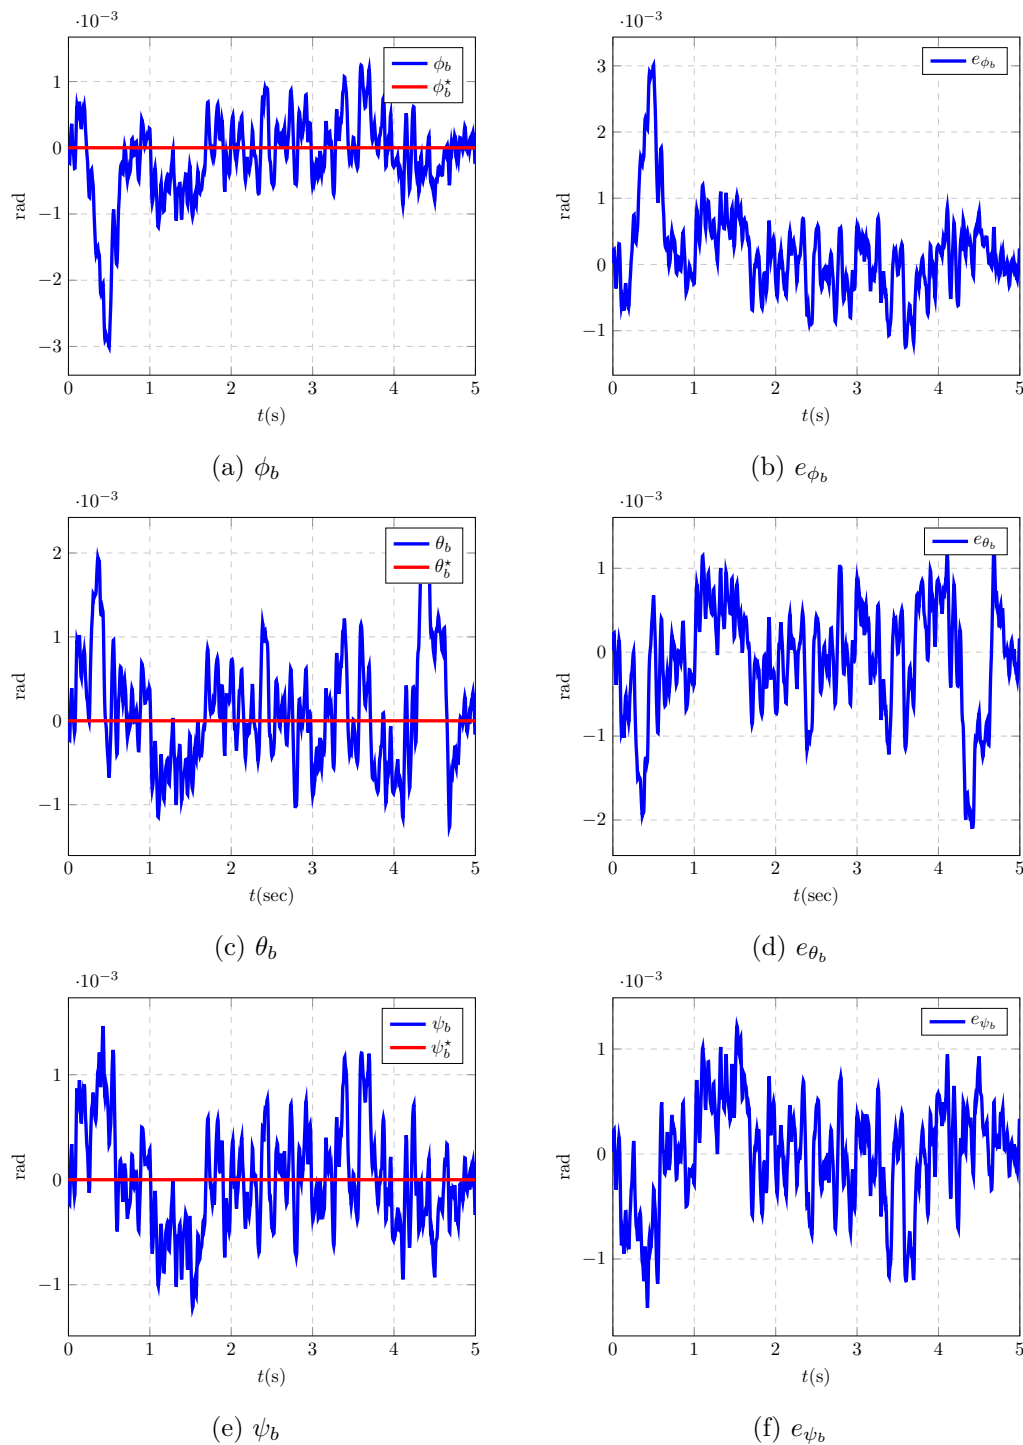 ·10⁻³
1
0
−1
−2
−3
rad
ϕ_b
ϕ_b^⋆
0 1 2 3 4 5
t(s)
(a) ϕ_b
·10⁻³
3
2
1
0
−1
rad
e_{ϕ_b}
0 1 2 3 4 5
t(s)
(b) e_{ϕ_b}
·10⁻³
2
1
0
−1
rad
θ_b
θ_b^⋆
0 1 2 3 4 5
t(sec)
(c) θ_b
·10⁻³
1
0
−1
−2
rad
e_{θ_b}
0 1 2 3 4 5
t(sec)
(d) e_{θ_b}
·10⁻³
1
0
−1
rad
ψ_b
ψ_b^⋆
0 1 2 3 4 5
t(s)
(e) ψ_b
·10⁻³
1
0
−1
rad
e_{ψ_b}
0 1 2 3 4 5
t(s)
(f) e_{ψ_b}